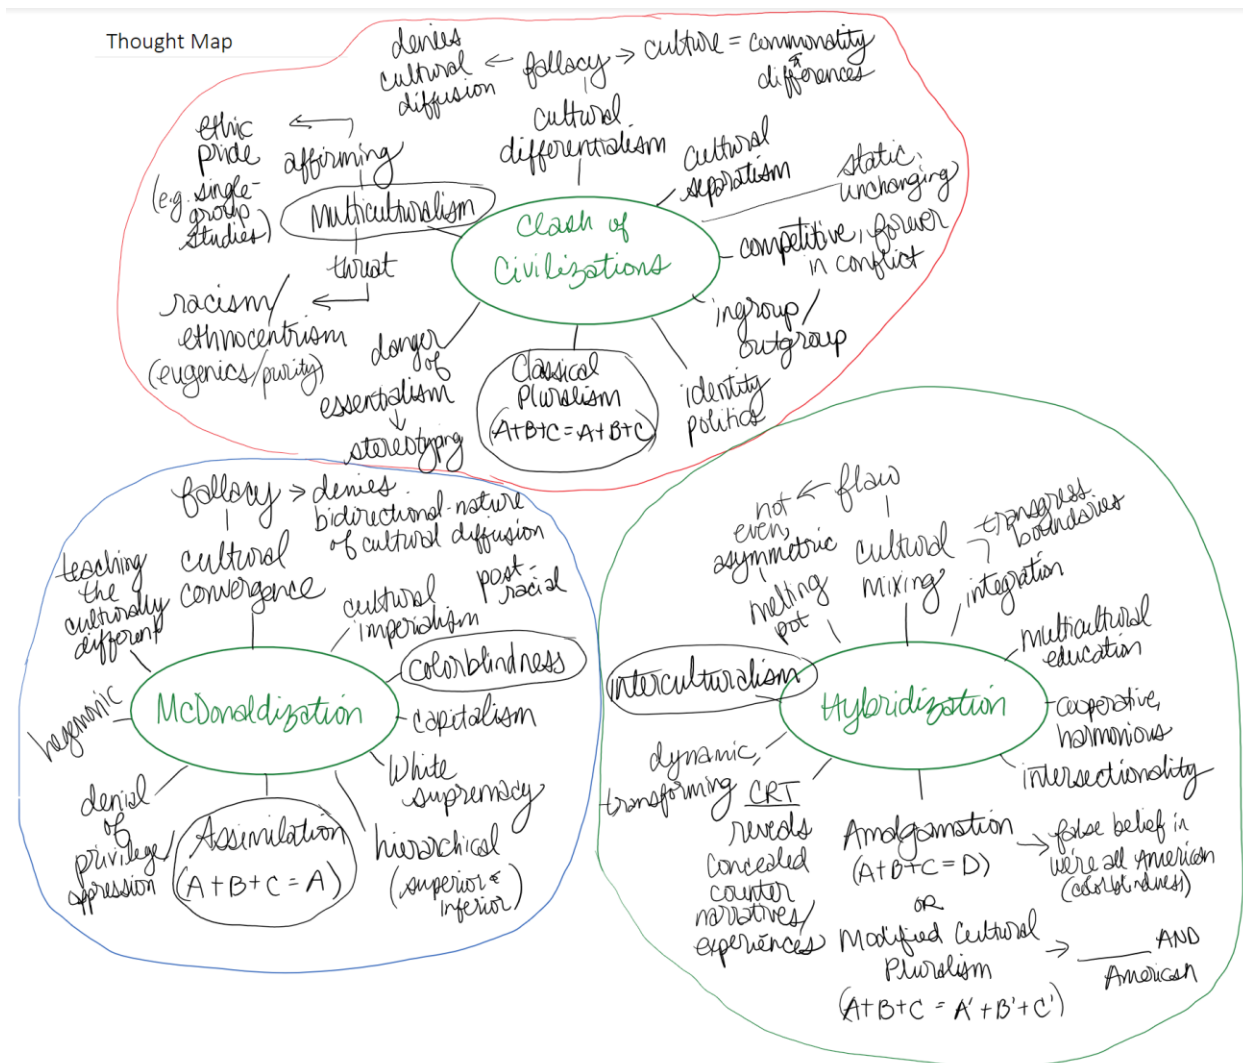 Thought Map
denies
cultural
diffusion
← fallacy →
culture = commonality
& differences
cultural
differentialism
ethic
pride
(e.g. single-
group
studies)
affirming
Multiculturalism
threat
racism/
ethnocentrism
(eugenics/purity)
cultural
separatism
static,
unchanging
Clash of
Civilizations
competitive, forever
in conflict
ingroup/
outgroup
identity
politics
Classical
Pluralism
(A+B+C = A+B+C)
danger
of
essentialism
stereotyping
fallacy → denies
bidirectional nature
of cultural diffusion
cultural
convergence
teaching
the
culturally
different
cultural
imperialism
post-
racial
colorblindness
McDonaldization
capitalism
hegemonic
White
supremacy
denial
of
privilege/
oppression
Assimilation
(A+B+C = A)
hierarchical
(superior &
inferior)
not ← flaw
even,
asymmetric
melting
pot
cultural
mixing
transgress
boundaries
integration
multicultural
education
interculturalism
Hybridization
cooperative,
harmonious
intersectionality
dynamic,
transforming
CRT
reveals
concealed
counter
narratives/
experiences
Amalgamation
(A+B+C = D)
→ false belief in
we're all American
(colorblindness)
OR
Modified Cultural
Pluralism
(A+B+C = A'+B'+C')
→ ______ AND
American